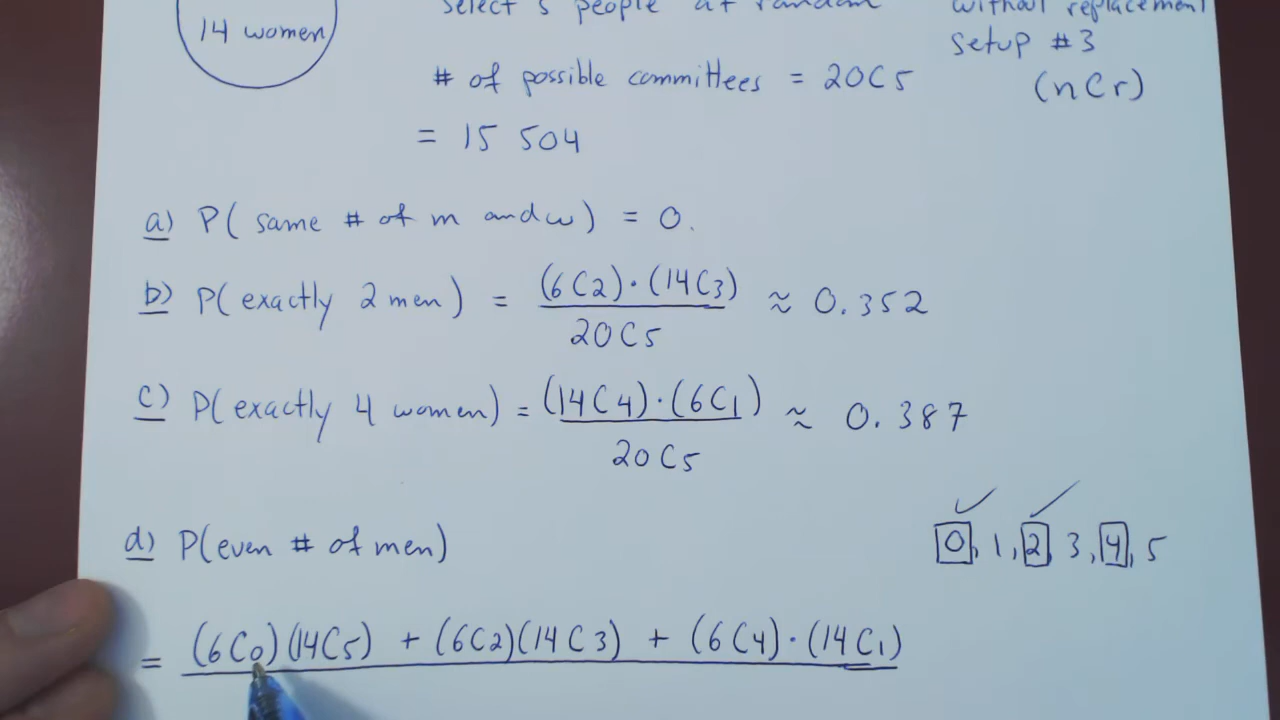 select 5 people at random without replacement
14 women
setup #3
# of possible committees = 20C5 (nCr)
= 15 504
a) P( same # of m and w) = 0.
b) P(exactly 2 men) = (6C2)·(14C3) ≈ 0.352
20C5
c) P(exactly 4 women) = (14C4)·(6C1) ≈ 0.387
20C5
d) P(even # of men) 0, 1, 2, 3, 4, 5
= (6C0)(14C5) + (6C2)(14C3) + (6C4)·(14C1)